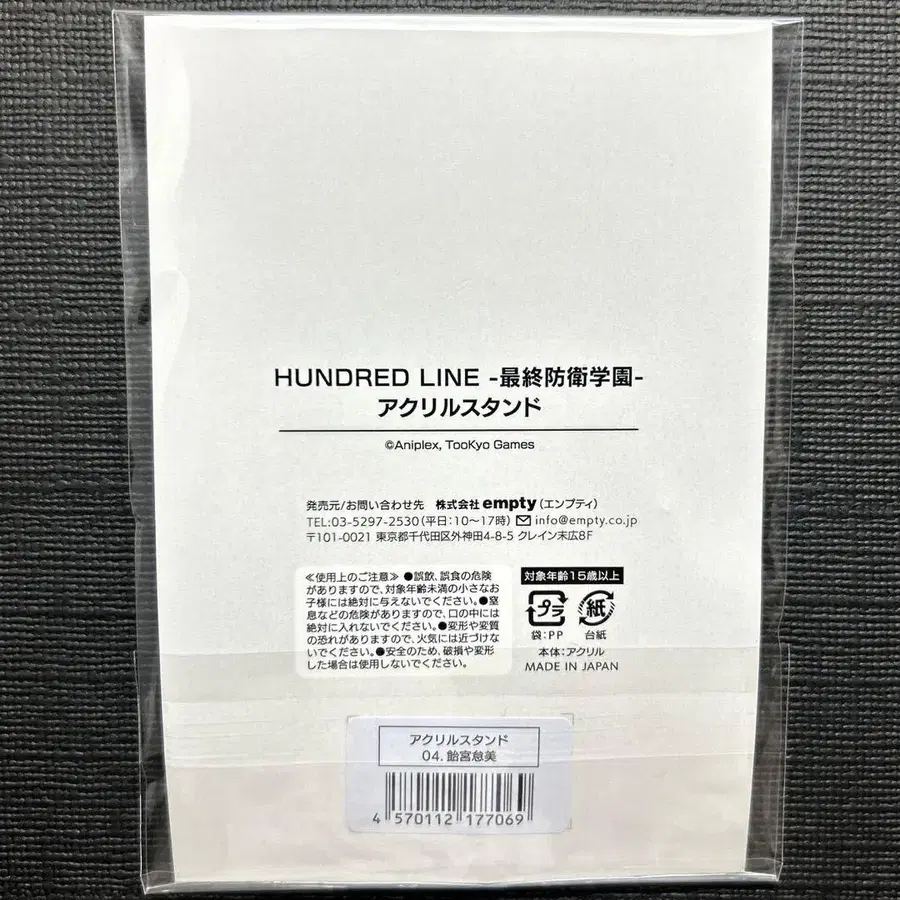 HUNDRED LINE -最終防衛学園-
アクリルスタンド
©Aniplex, TooKyo Games
発売元/お問い合わせ先 株式会社empty(エンプティ)
TEL:03-5297-2530(平日:10〜17時) info@empty.co.jp
〒101-0021 東京都千代田区外神田4-8-5 クレイン末広8F
≪使用上のご注意≫ ●誤飲、誤食の危険
がありますので、対象年齢未満の小さなお
子様には絶対に与えないでください。●窒
息などの危険がありますので、口の中には
絶対に入れないでください。●変形や変質
の恐れがありますので、火気には近づけな
いでください。●安全のため、破損や変形
した場合は使用しないでください。
対象年齢15歳以上
プラ 紙
袋:PP 台紙
本体:アクリル
MADE IN JAPAN
アクリルスタンド
04. 飴宮怠美
4 570112 177069